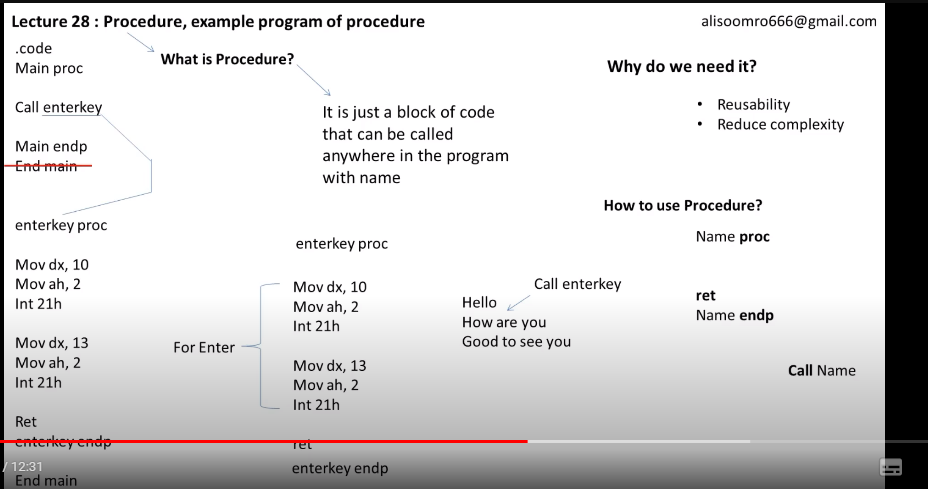 Lecture 28 : Procedure, example program of procedure
alisoomro666@gmail.com
.code
Main proc
Call enterkey
Main endp
End main
enterkey proc
Mov dx, 10
Mov ah, 2
Int 21h
Mov dx, 13
Mov ah, 2
Int 21h
Ret
enterkey endp
End main
What is Procedure?
It is just a block of code
that can be called
anywhere in the program
with name
enterkey proc
For Enter
Mov dx, 10
Mov ah, 2
Int 21h
Mov dx, 13
Mov ah, 2
Int 21h
ret
enterkey endp
Call enterkey
Hello
How are you
Good to see you
Why do we need it?
• Reusability
• Reduce complexity
How to use Procedure?
Name proc
ret
Name endp
Call Name
/ 12:31